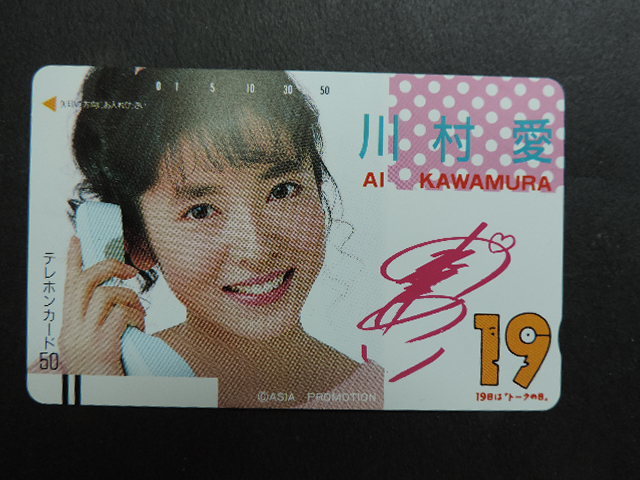 0 1 5 10 30 50
川村愛
AI KAWAMURA
テレホンカード
50
19
19日は"トークの日。
©ASIA PROMOTION